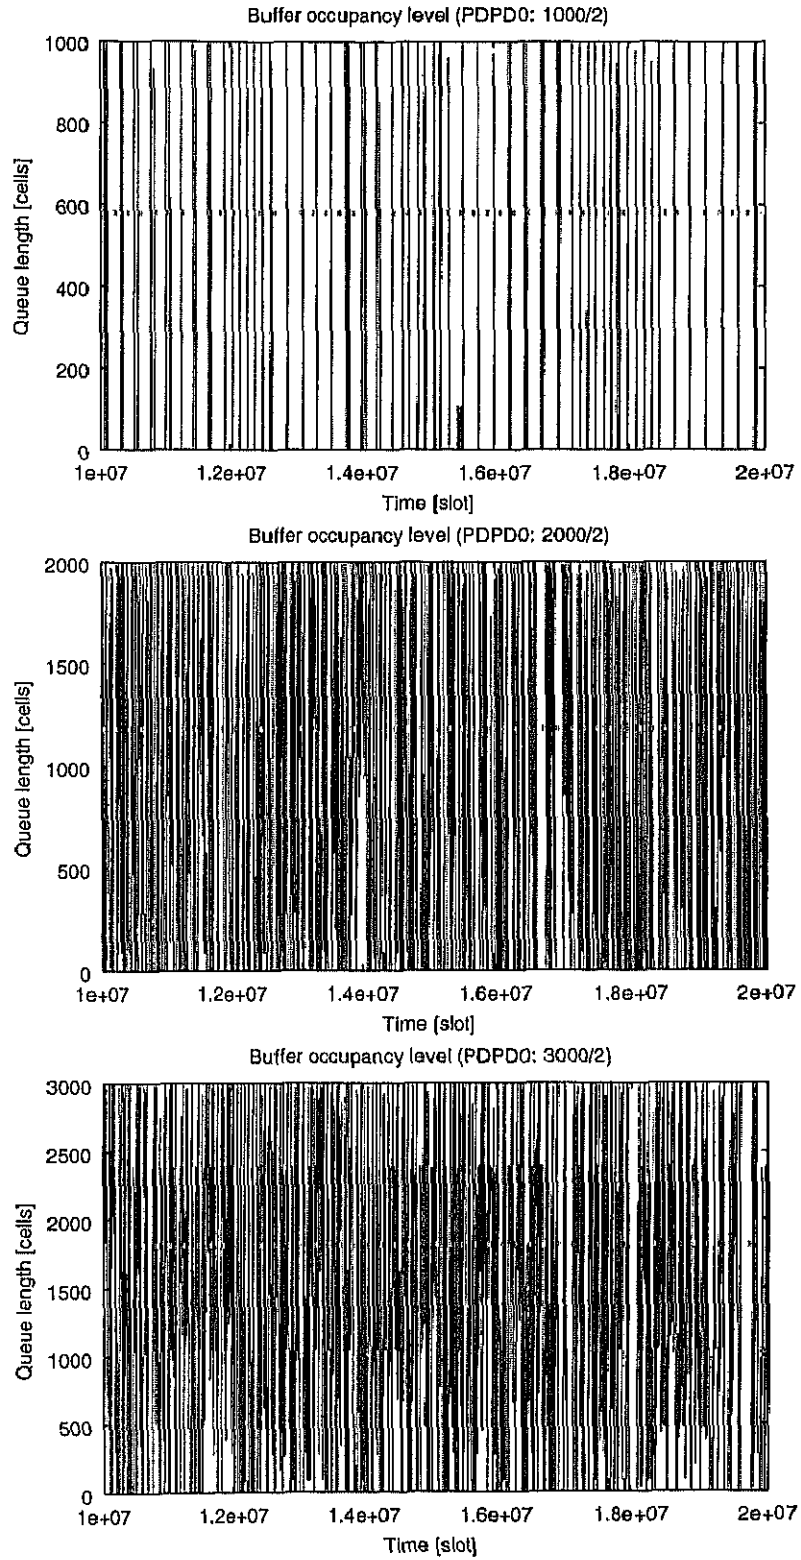 Buffer occupancy level (PDPD0: 1000/2)
1000
800
600
400
200
0
Queue length [cells]
1e+07 1.2e+07 1.4e+07 1.6e+07 1.8e+07 2e+07
Time [slot]
Buffer occupancy level (PDPD0: 2000/2)
2000
1500
1000
500
0
Queue length [cells]
1e+07 1.2e+07 1.4e+07 1.6e+07 1.8e+07 2e+07
Time [slot]
Buffer occupancy level (PDPD0: 3000/2)
3000
2500
2000
1500
1000
500
0
Queue length [cells]
1e+07 1.2e+07 1.4e+07 1.6e+07 1.8e+07 2e+07
Time [slot]